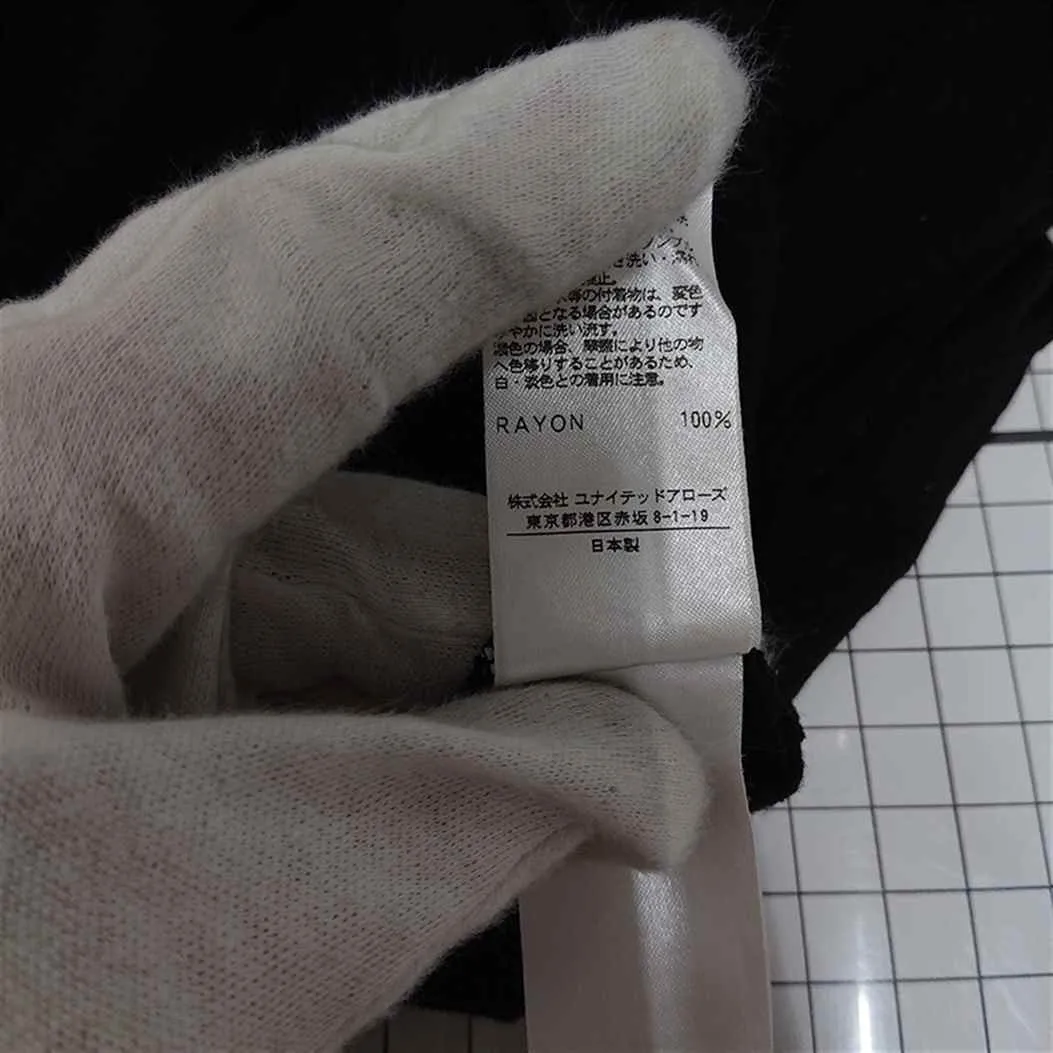 洗い・濡れ
等の付着物は、変色
となる場合があるのです
やかに洗い流す。
濃色の場合、摩擦により他の物
へ色移りすることがあるため、
白・淡色との着用に注意。
RAYON 100%
株式会社 ユナイテッドアローズ
東京都港区赤坂 8-1-19
日本製